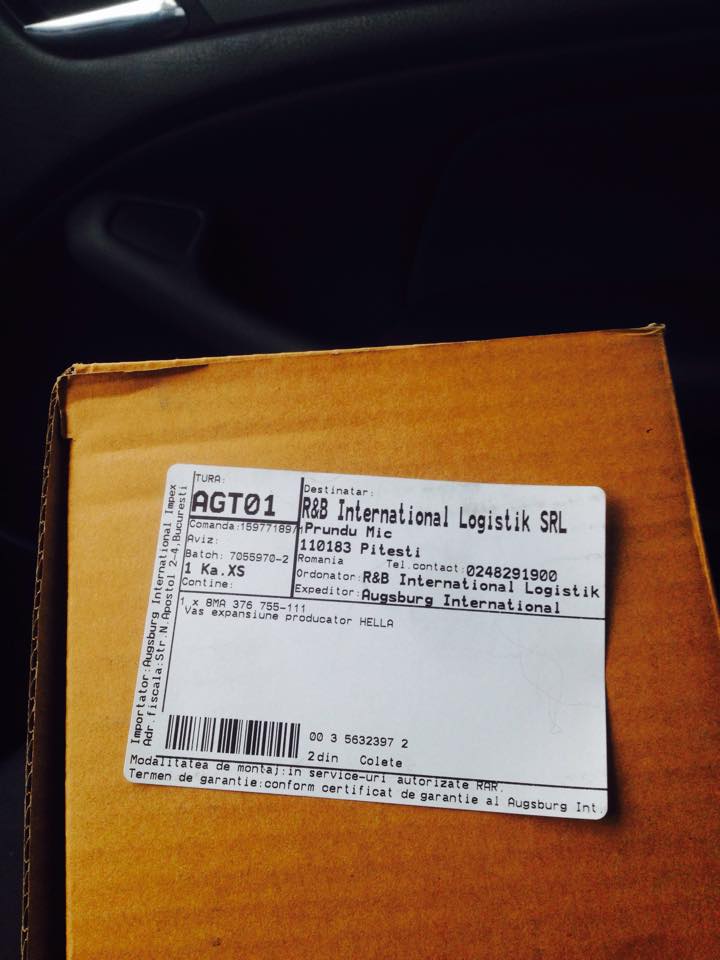 Importator:Augsburg International Impex
Adr.fiscala:Str.N Apostol 2-4,Bucuresti
TURA:
AGT01
Comanda:159771897
Aviz:
Batch: 7055970-2
1 Ka.XS
Contine:
Destinatar:
R&B International Logistik SRL
Prundu Mic
110183 Pitesti
Romania Tel.contact:0248291900
Ordonator:R&B International Logistik
Expeditor:Augsburg International
1 x 8MA 376 755-111
Vas expansiune producator HELLA
00 3 5632397 2
2din Colete
Modalitatea de montaj:in service-uri autorizate RAR.
Termen de garantie:conform certificat de garantie al Augsburg Int.